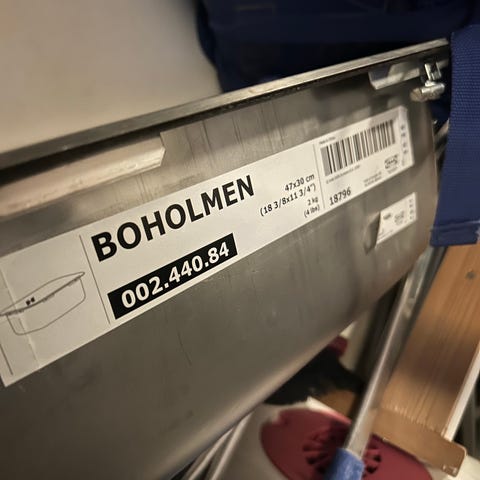 BOHOLMEN
002.440.84
47x30 cm
(18 3/8x11 3/4")
2 kg
(4 lbs)
18796